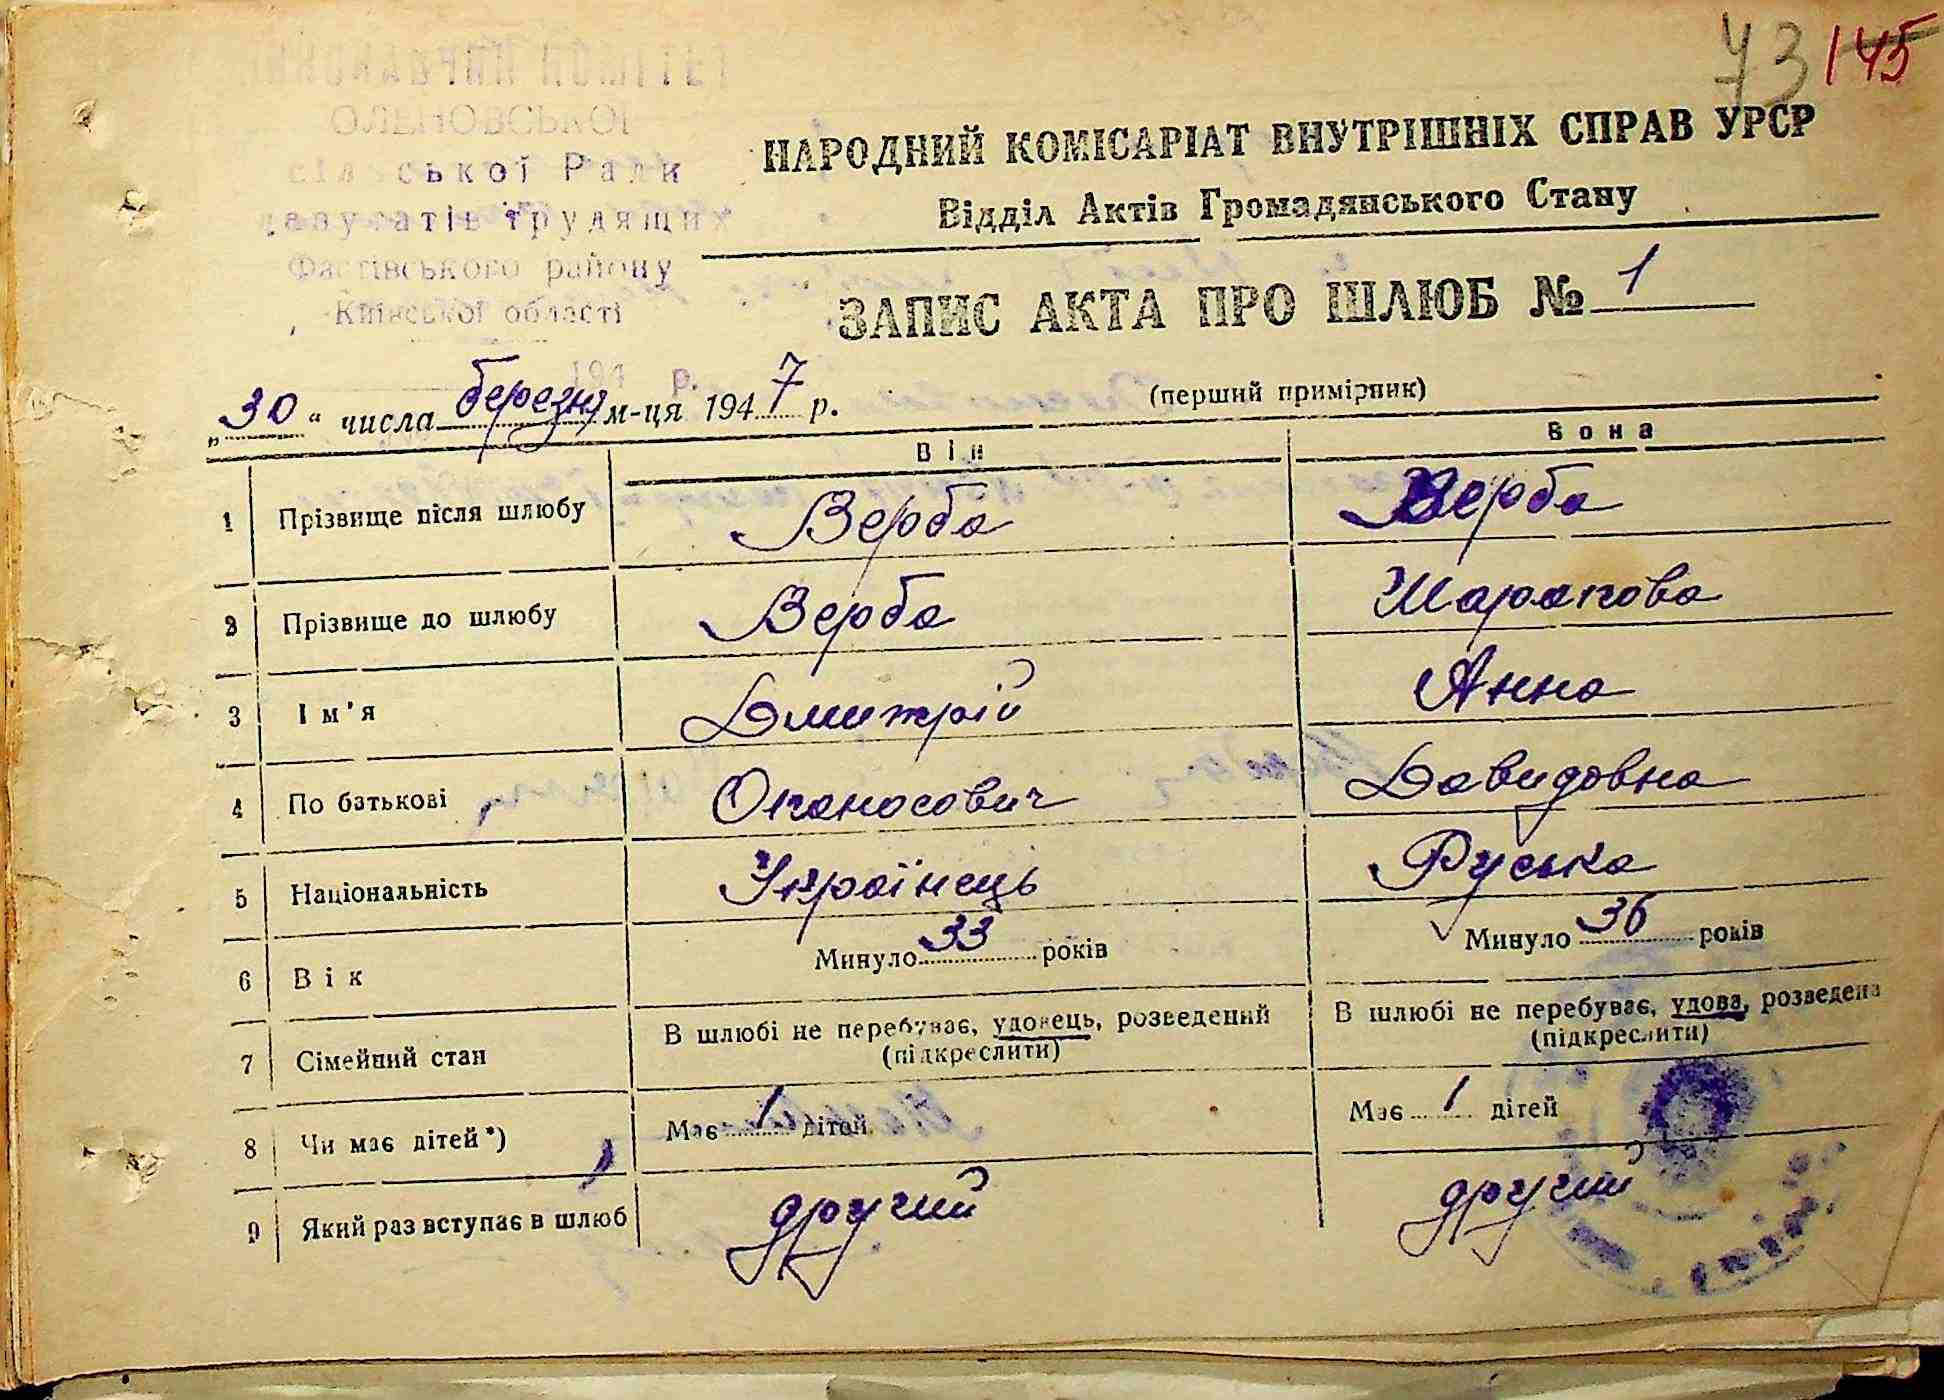 73 145
ОЛЕНОВСЬКОЇ
сільської Ради
депутатів трудящих
Фастівського району
Київської області
194 р.
НАРОДНИЙ КОМІСАРІАТ ВНУТРІШНІХ СПРАВ УРСР
Відділ Актів Громадянського Стану
ЗАПИС АКТА ПРО ШЛЮБ № 1
„30“ числа березня м-ця 1947 р. (перший примірник)
Він Вона
1 Прізвище після шлюбу Верба Верба
2 Прізвище до шлюбу Верба Шарапова
3 Ім'я Дмитрій Анна
4 По батькові Опанасович Давидовна
5 Національність Українець Руська
6 Вік Минуло 33 років Минуло 36 років
7 Сімейний стан В шлюбі не перебуває, удовець, розведений (підкреслити) В шлюбі не перебуває, удова, розведена (підкреслити)
8 Чи має дітей*) Має 1 дітей Має 1 дітей
9 Який раз вступає в шлюб другий другий